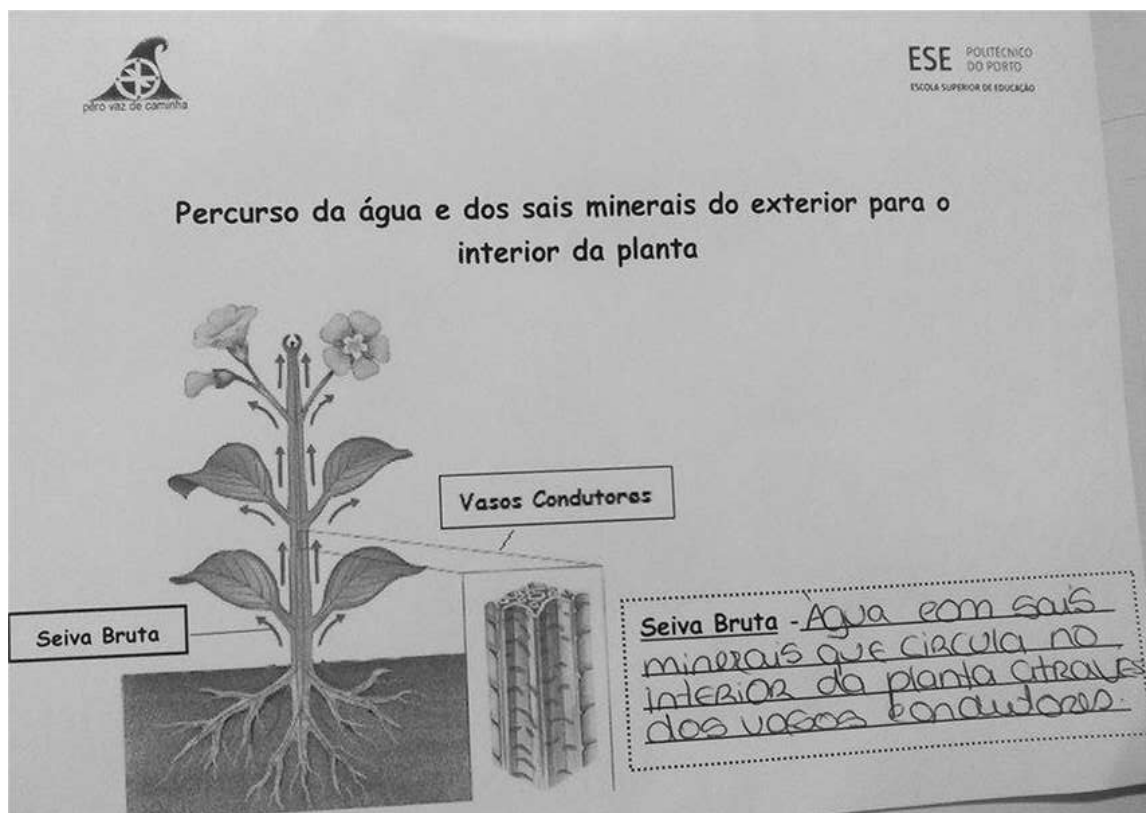 pêro vaz de caminha
ESE POLITÉCNICO
DO PORTO
ESCOLA SUPERIOR DE EDUCAÇÃO
Percurso da água e dos sais minerais do exterior para o
interior da planta
Vasos Condutores
Seiva Bruta
Seiva Bruta - Água com sais
minerais que circula no
interior da planta através
dos vasos condutores.